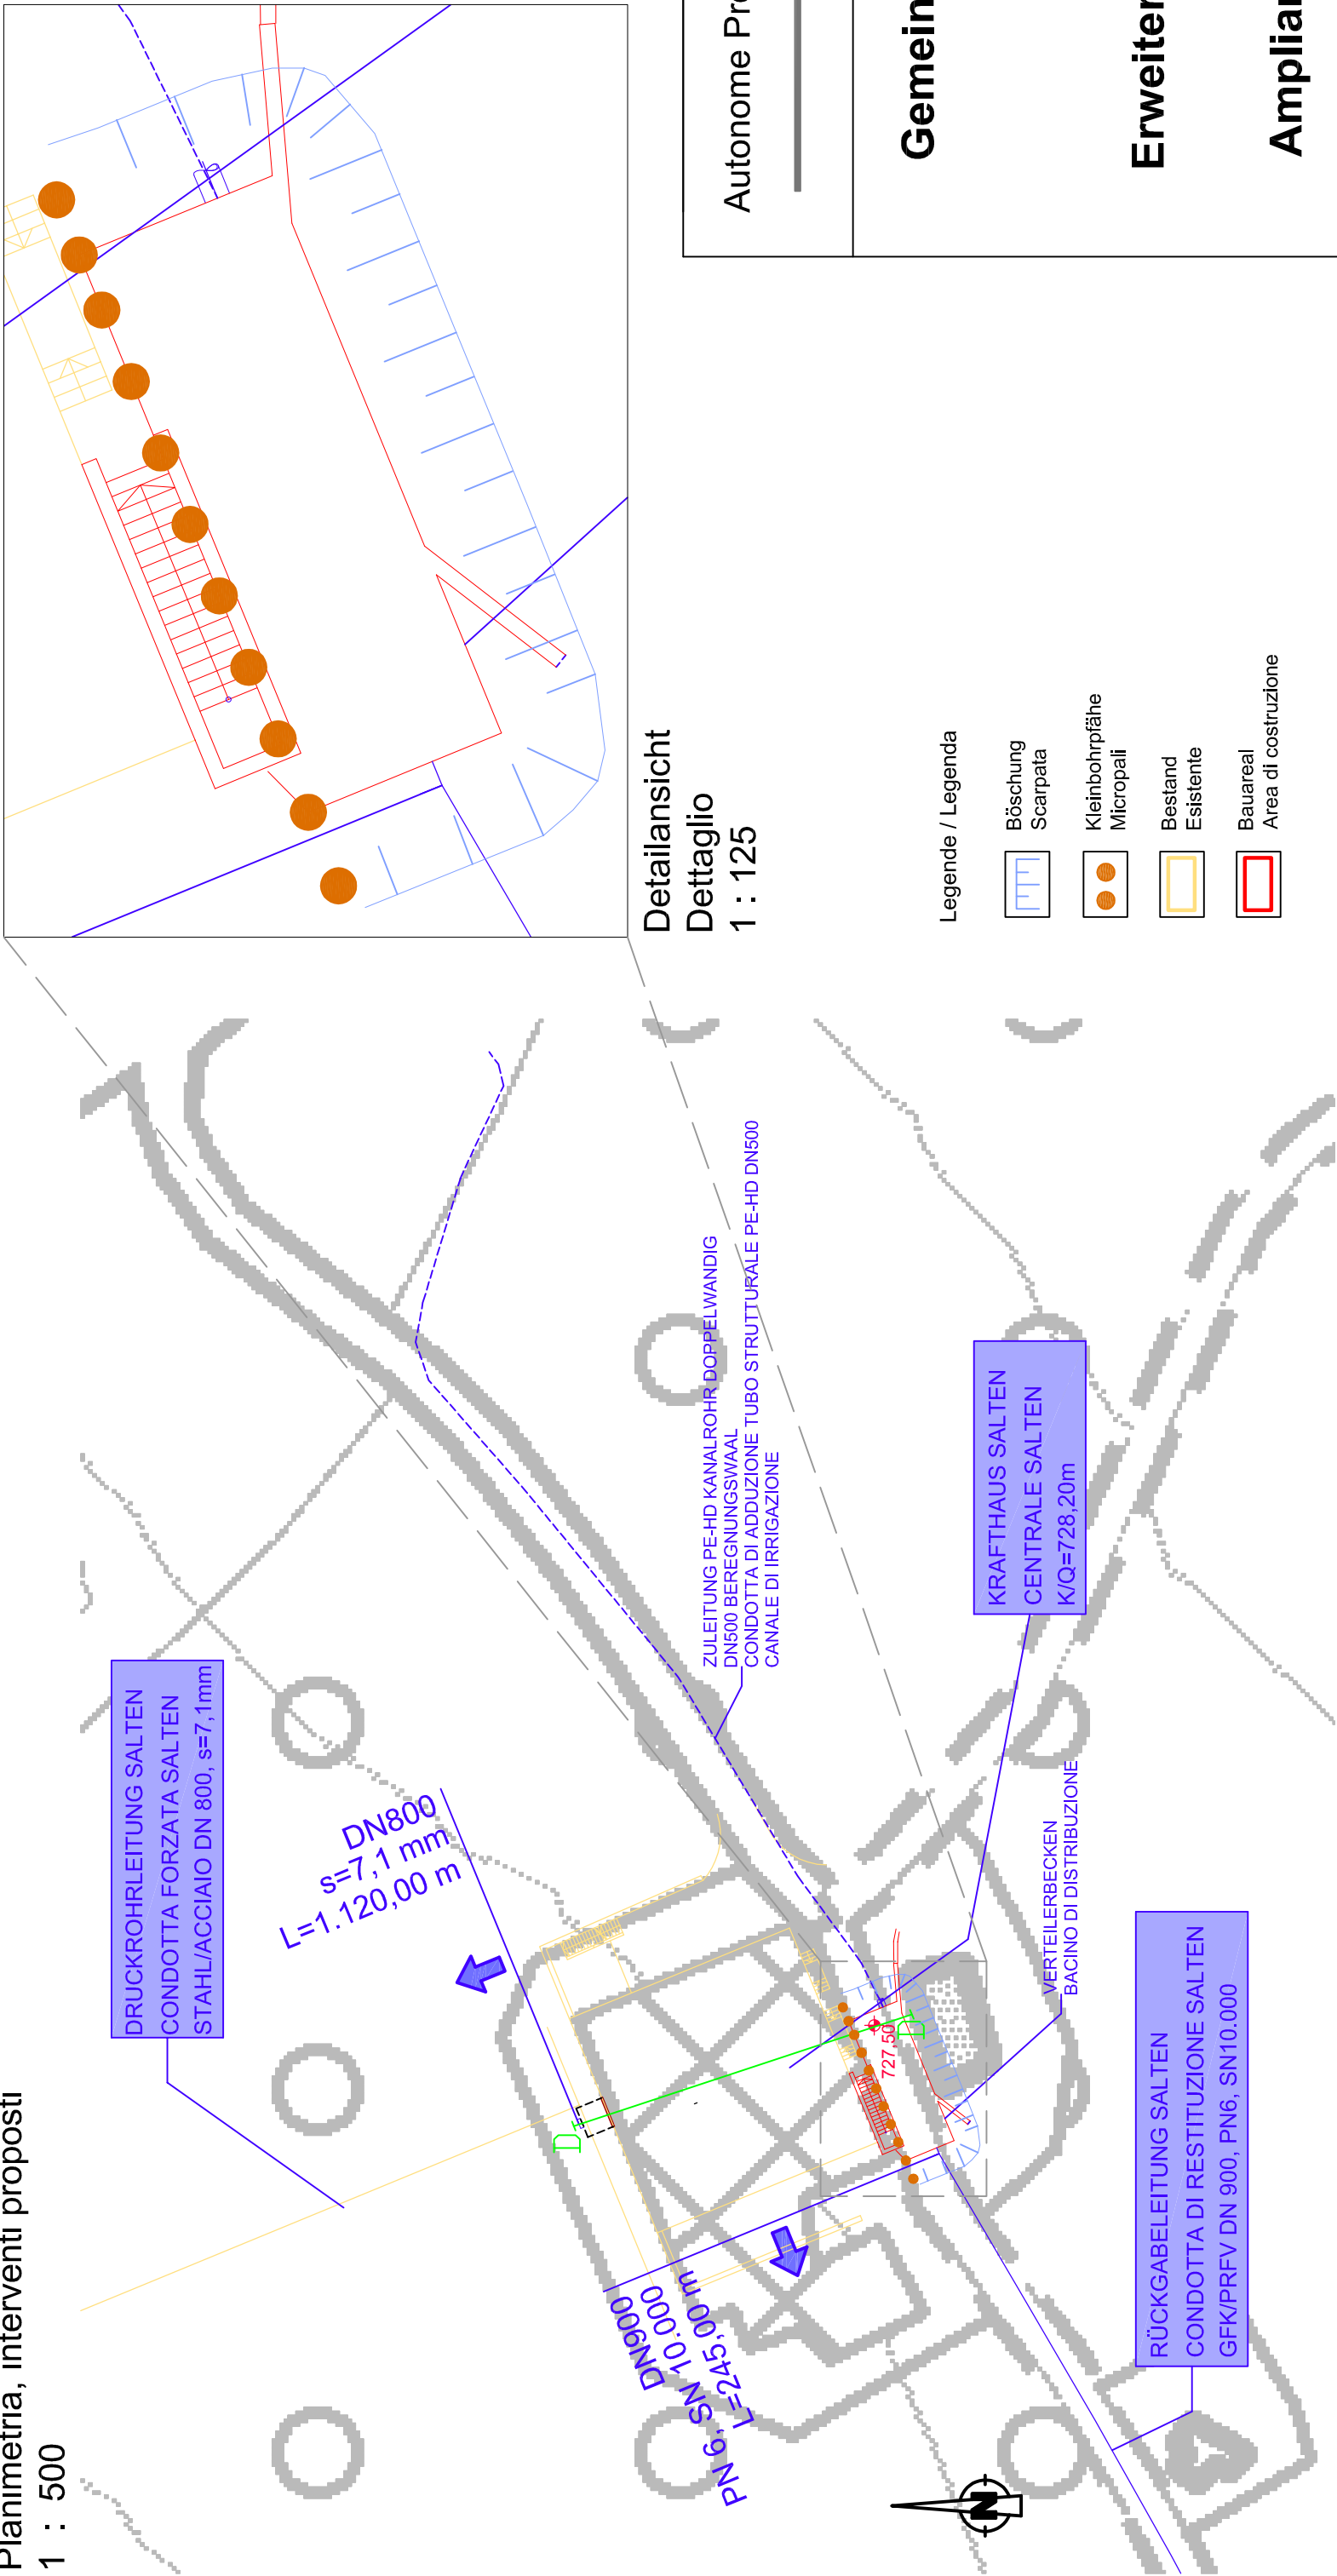 Planimetria, interventi proposti
1 : 500
DRUCKROHRLEITUNG SALTEN
CONDOTTA FORZATA SALTEN
STAHL/ACCIAIO DN 800, s=7,1mm
DN800
s=7,1 mm
L=1.120,00 m
D
D
DN900
PN 6, SN 10.000
L=245,00 m
727,50
ZULEITUNG PE-HD KANALROHR DOPPELWANDIG
DN500 BEREGNUNGSWAAL
CONDOTTA DI ADDUZIONE TUBO STRUTTURALE PE-HD DN500
CANALE DI IRRIGAZIONE
KRAFTHAUS SALTEN
CENTRALE SALTEN
K/Q=728,20m
VERTEILERBECKEN
BACINO DI DISTRIBUZIONE
RÜCKGABELEITUNG SALTEN
CONDOTTA DI RESTITUZIONE SALTEN
GFK/PRFV DN 900, PN6, SN10.000
N
Detailansicht
Dettaglio
1 : 125
Legende / Legenda
Böschung
Scarpata
Kleinbohrpfähe
Micropali
Bestand
Esistente
Bauareal
Area di costruzione
Autonome Pro
Gemein
Erweiter
Ampliar